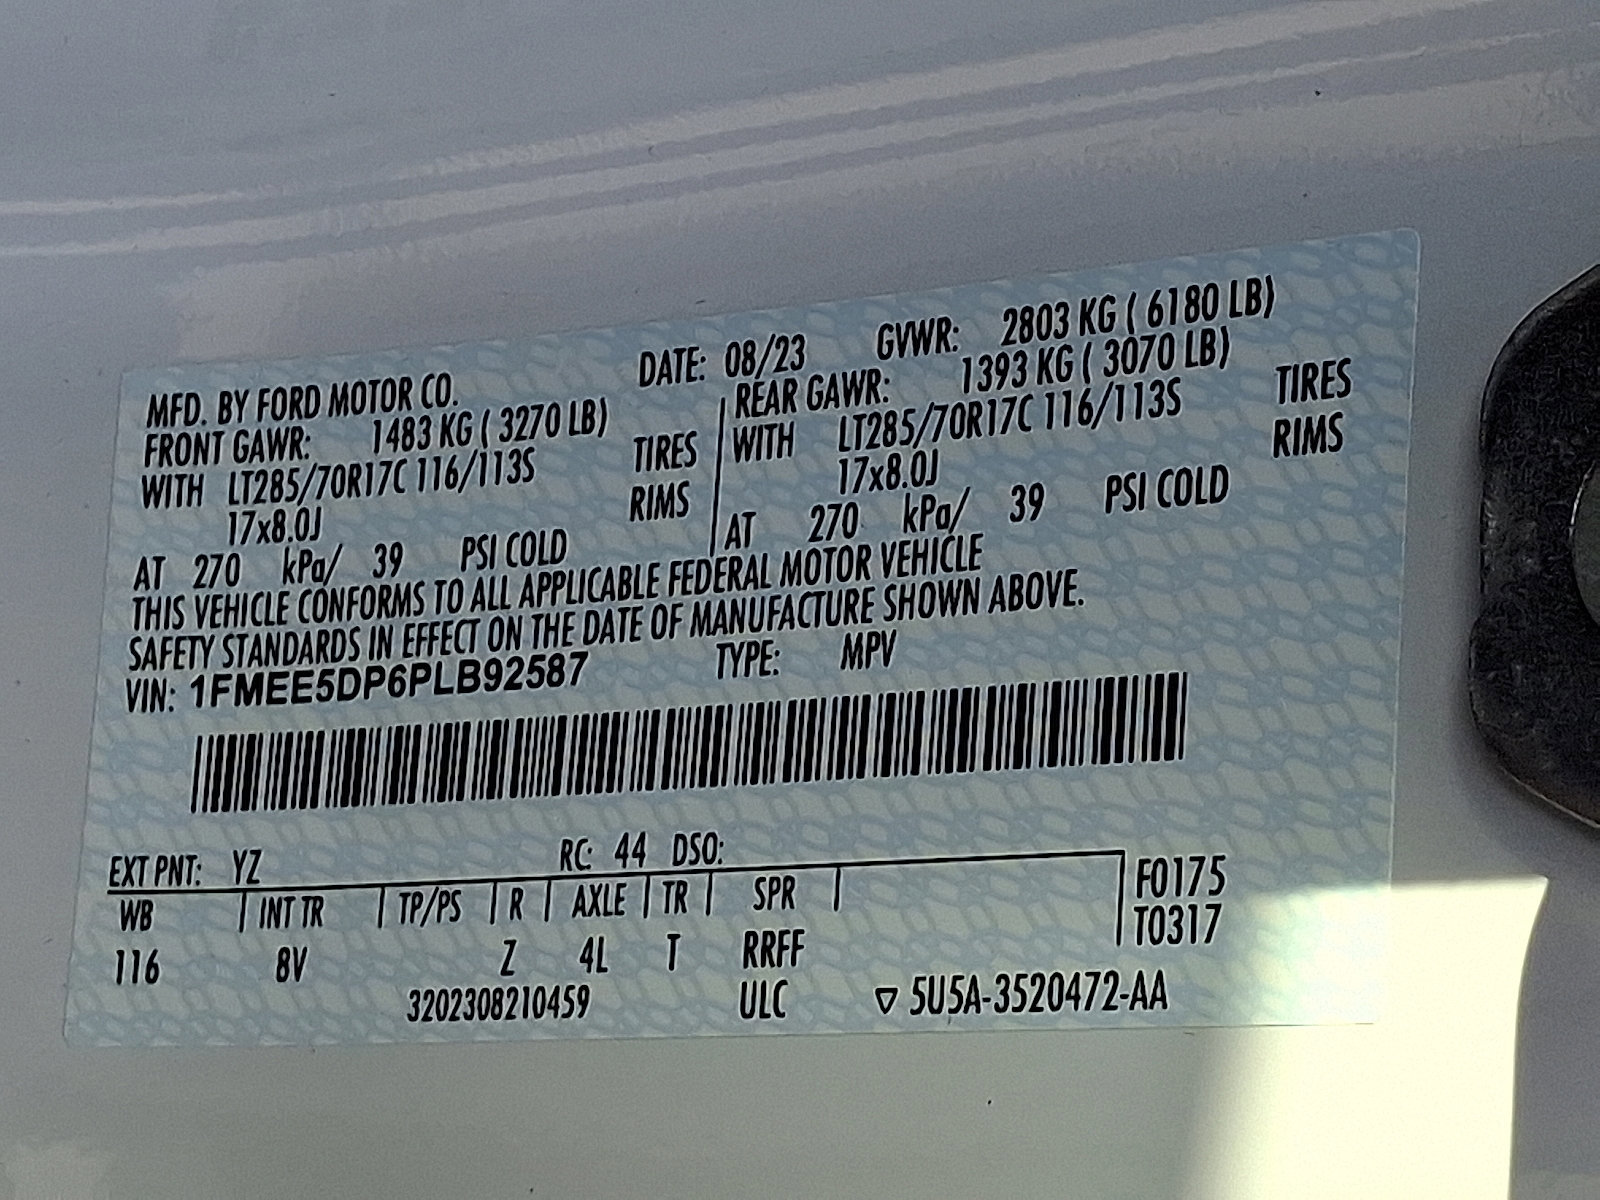 MFD. BY FORD MOTOR CO.
DATE: 08/23 GVWR: 2803 KG ( 6180 LB)
FRONT GAWR: 1483 KG ( 3270 LB)
WITH LT285/70R17C 116/113S TIRES
17x8.0J RIMS
AT 270 kPa/ 39 PSI COLD
REAR GAWR: 1393 KG ( 3070 LB)
WITH LT285/70R17C 116/113S TIRES
17x8.0J RIMS
AT 270 kPa/ 39 PSI COLD
THIS VEHICLE CONFORMS TO ALL APPLICABLE FEDERAL MOTOR VEHICLE
SAFETY STANDARDS IN EFFECT ON THE DATE OF MANUFACTURE SHOWN ABOVE.
VIN: 1FMEE5DP6PLB92587 TYPE: MPV
EXT PNT: YZ RC: 44 DSO:
WB INT TR TP/PS R AXLE TR SPR F0175
116 8V Z 4L T RRFF T0317
3202308210459 ULC ▽ 5U5A-3520472-AA